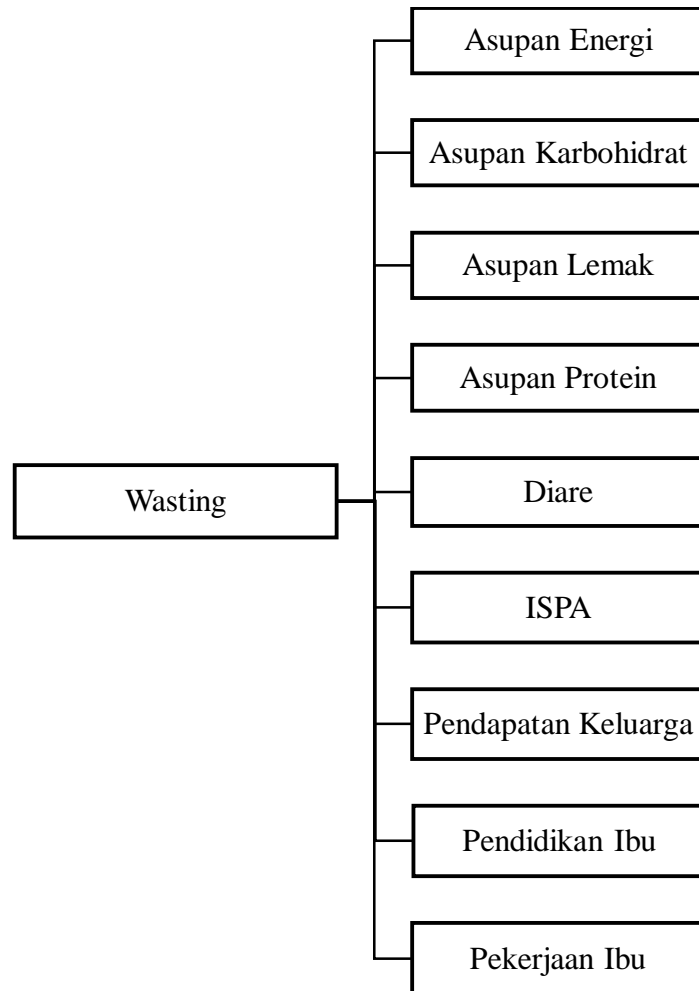 Asupan Energi
Asupan Karbohidrat
Asupan Lemak
Asupan Protein
Wasting
Diare
ISPA
Pendapatan Keluarga
Pendidikan Ibu
Pekerjaan Ibu